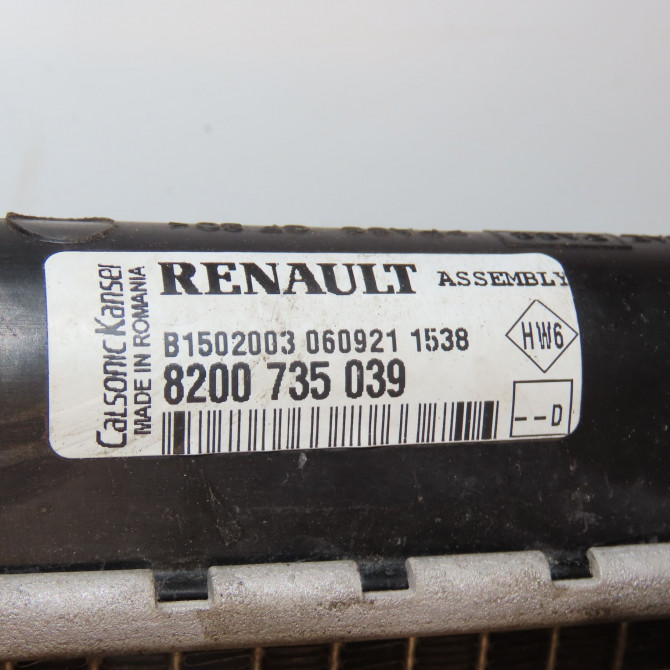 RENAULT ASSEMBLY
B1502003 060921 1538
8200 735 039
HW6
--D
Calsonic Kansei
MADE IN ROMANIA